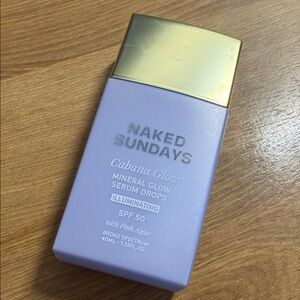 NAKED
SUNDAYS
Cabana Glow
MINERAL GLOW
SERUM DROPS
ILLUMINATING
SPF 50
with Pink Algae
BROAD SPECTRUM
40ML - 1.35FL. OZ.